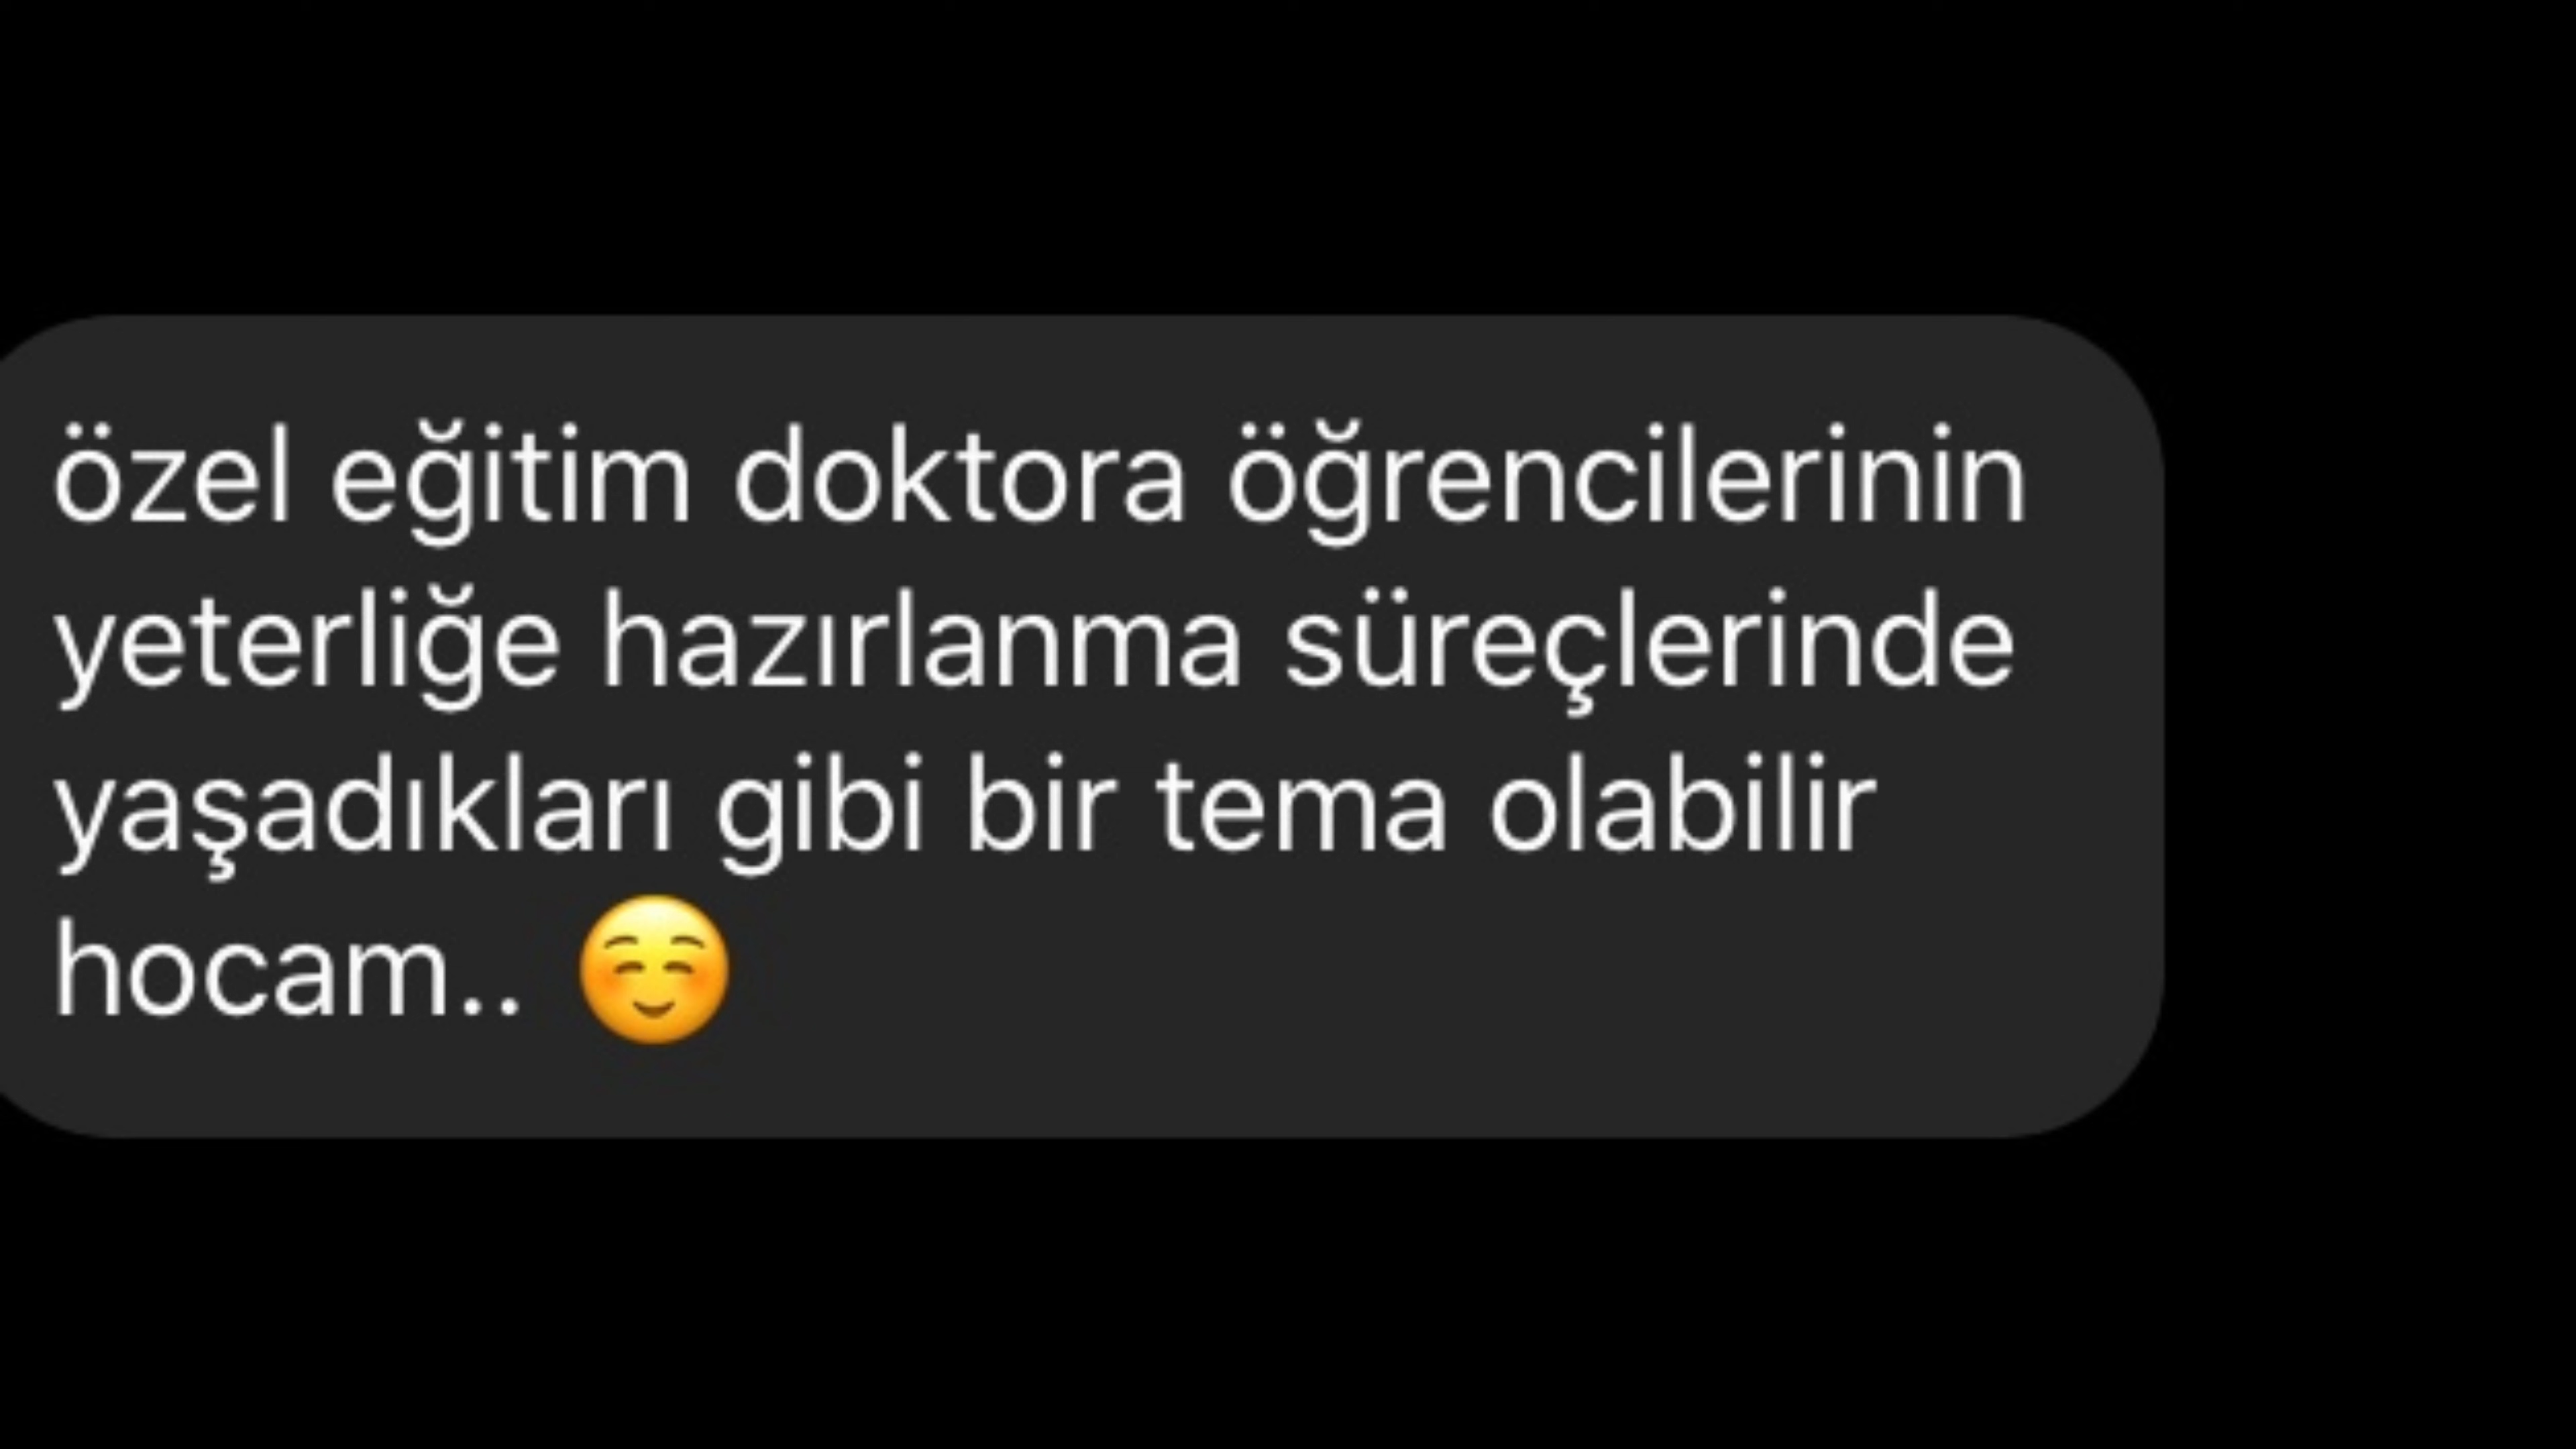 özel eğitim doktora öğrencilerinin
yeterliğe hazırlanma süreçlerinde
yaşadıkları gibi bir tema olabilir
hocam.. ☺️